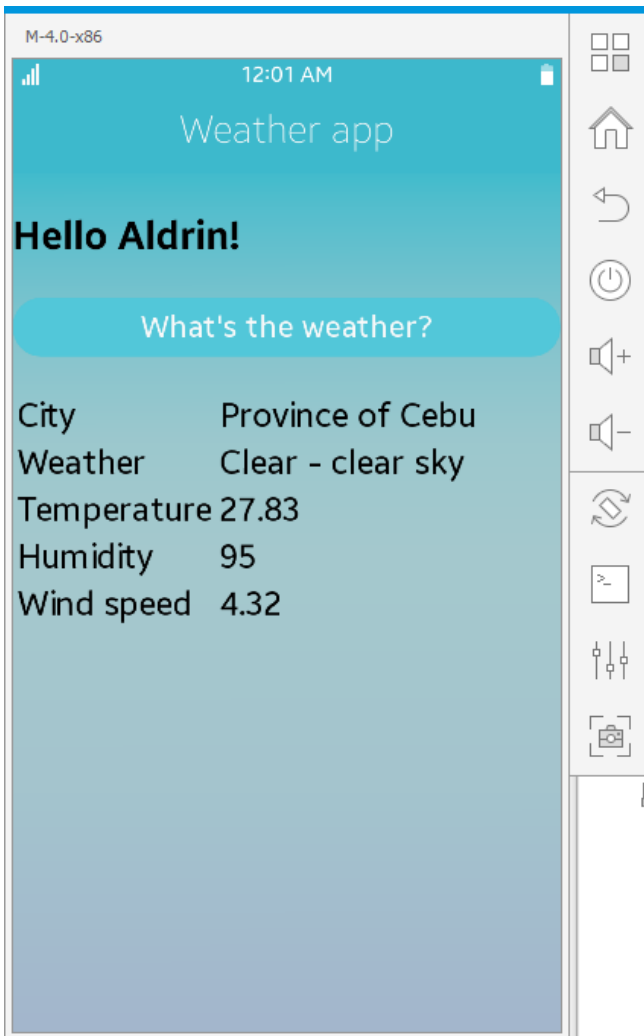 M-4.0-x86
12:01 AM
Weather app
Hello Aldrin!
What's the weather?
City Province of Cebu
Weather Clear - clear sky
Temperature 27.83
Humidity 95
Wind speed 4.32